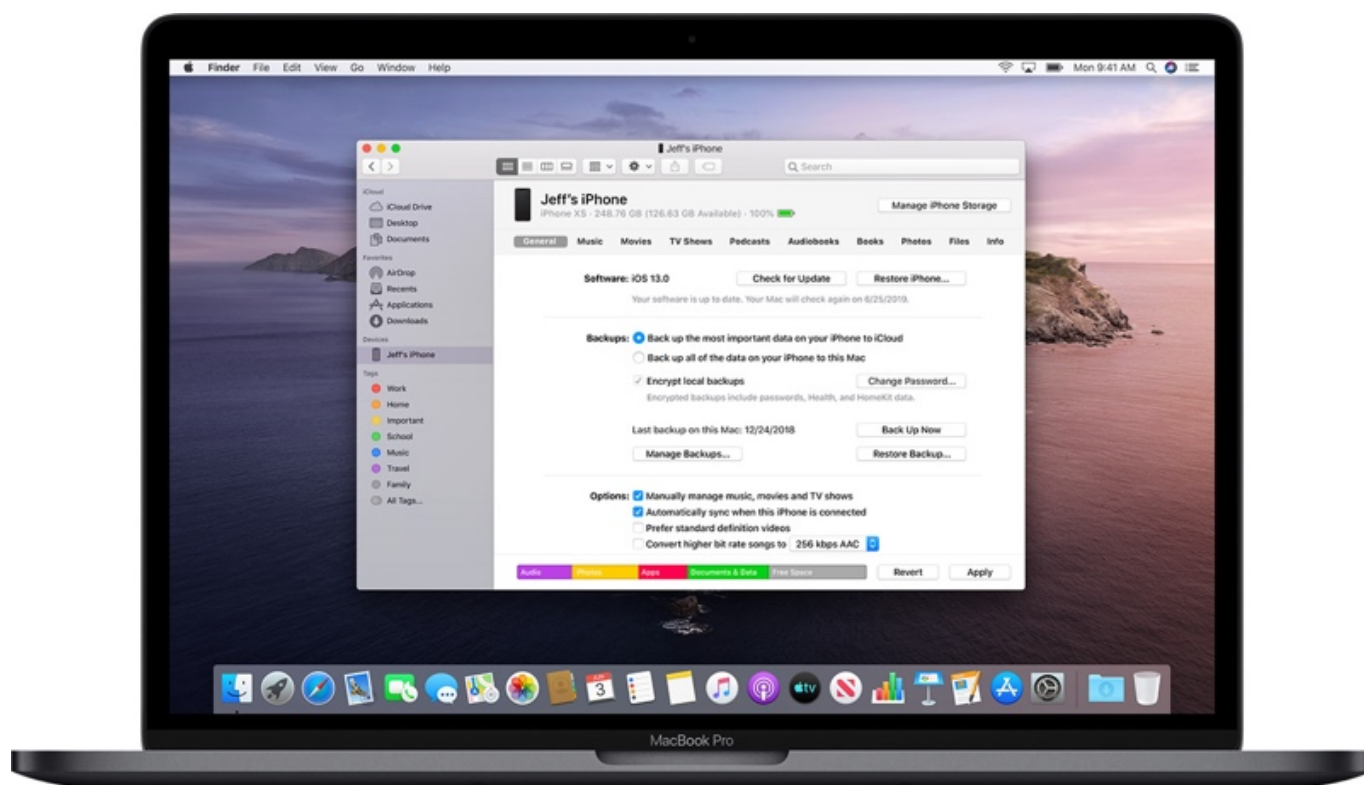 Finder File Edit View Go Window Help
Mon 9:41 AM
Jeff's iPhone
Search
iCloud
iCloud Drive
Desktop
Documents
Favorites
AirDrop
Recents
Applications
Downloads
Devices
Jeff's iPhone
Tags
Work
Home
Important
School
Music
Travel
Family
All Tags...
Jeff's iPhone
iPhone XS - 248.76 GB (126.63 GB Available) - 100%
Manage iPhone Storage
General Music Movies TV Shows Podcasts Audiobooks Books Photos Files Info
Software: iOS 13.0 Check for Update Restore iPhone...
Your software is up to date. Your Mac will check again on 6/25/2019.
Backups: Back up the most important data on your iPhone to iCloud
Back up all of the data on your iPhone to this Mac
Encrypt local backups Change Password...
Encrypted backups include passwords, Health, and HomeKit data.
Last backup on this Mac: 12/24/2018 Back Up Now
Manage Backups... Restore Backup...
Options: Manually manage music, movies and TV shows
Automatically sync when this iPhone is connected
Prefer standard definition videos
Convert higher bit rate songs to 256 kbps AAC
Audio Photos Apps Documents & Data Free Space Revert Apply
JUN
3
tv
MacBook Pro